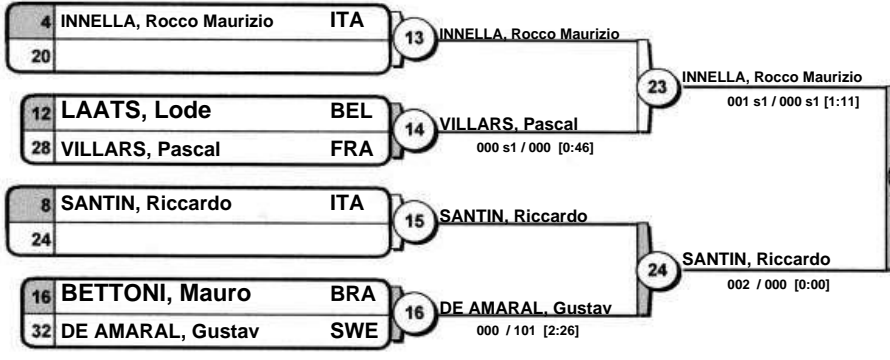 4 INNELLA, Rocco Maurizio ITA
20
13
INNELLA, Rocco Maurizio
12 LAATS, Lode BEL
28 VILLARS, Pascal FRA
14
VILLARS, Pascal
000 s1 / 000 [0:46]
23
INNELLA, Rocco Maurizio
001 s1 / 000 s1 [1:11]
8 SANTIN, Riccardo ITA
24
15
SANTIN, Riccardo
16 BETTONI, Mauro BRA
32 DE AMARAL, Gustav SWE
16
DE AMARAL, Gustav
000 / 101 [2:26]
24
SANTIN, Riccardo
002 / 000 [0:00]